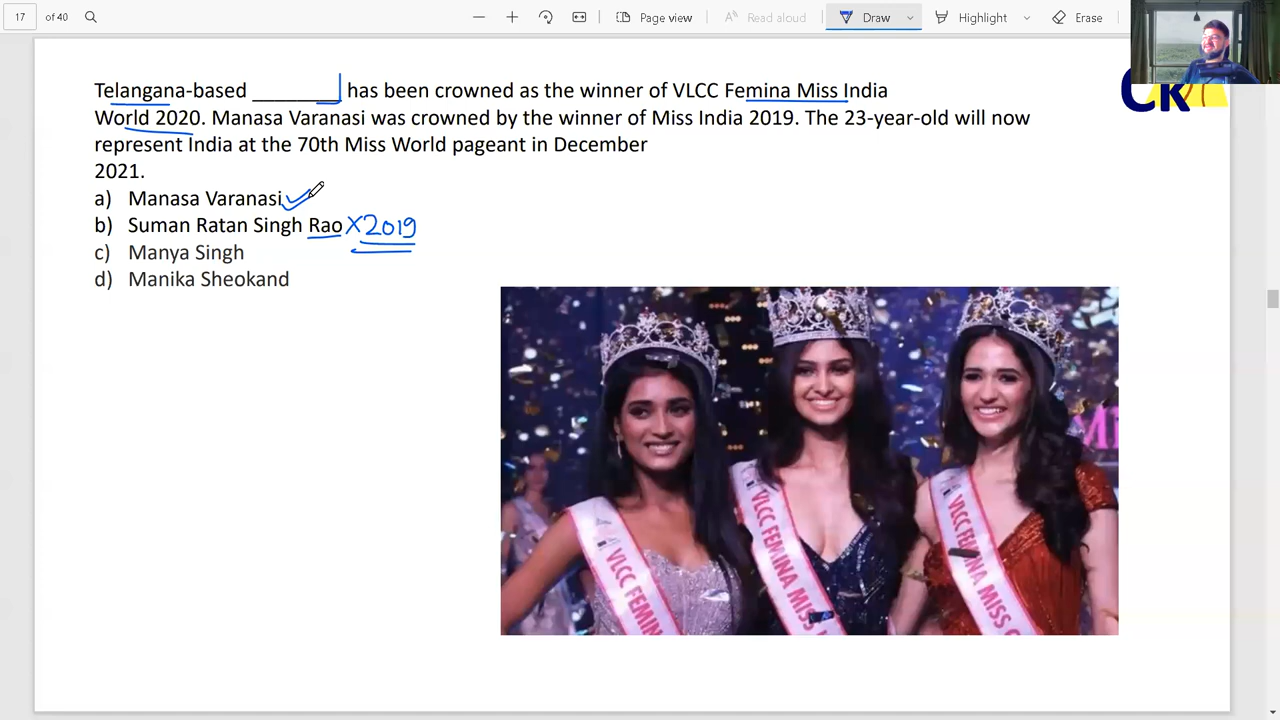 17 of 40 Page view Read aloud Draw Highlight Erase
CK
Telangana-based ________ has been crowned as the winner of VLCC Femina Miss India
World 2020. Manasa Varanasi was crowned by the winner of Miss India 2019. The 23-year-old will now
represent India at the 70th Miss World pageant in December
2021.
a) Manasa Varanasi
b) Suman Ratan Singh Rao X 2019
c) Manya Singh
d) Manika Sheokand
VLCC FEMIN
VLCC FEMINA MISS
VLCC FEMINA MISS